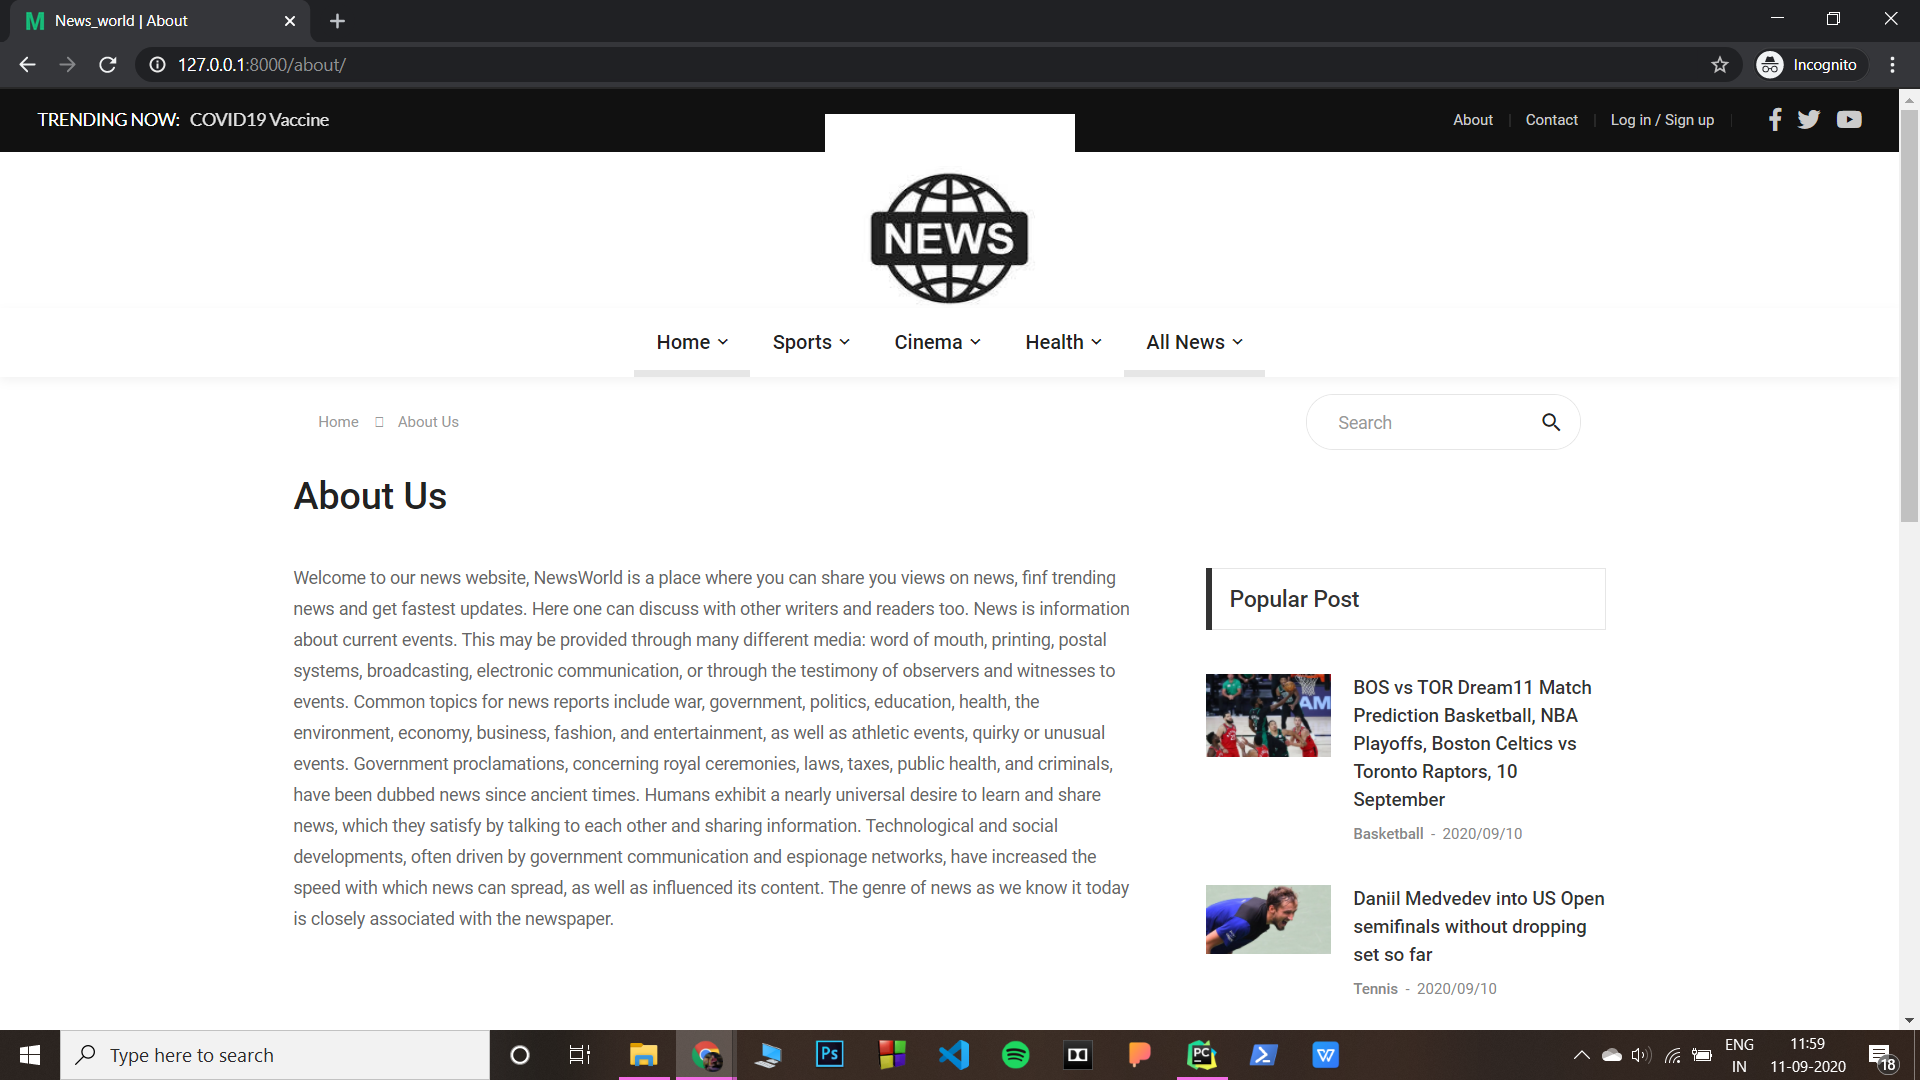 News_world | About
127.0.0.1:8000/about/
Incognito
TRENDING NOW: COVID19 Vaccine
About
Contact
Log in / Sign up
NEWS
Home
Sports
Cinema
Health
All News
Home
About Us
Search
About Us
Welcome to our news website, NewsWorld is a place where you can share you views on news, finf trending
news and get fastest updates. Here one can discuss with other writers and readers too. News is information
about current events. This may be provided through many different media: word of mouth, printing, postal
systems, broadcasting, electronic communication, or through the testimony of observers and witnesses to
events. Common topics for news reports include war, government, politics, education, health, the
environment, economy, business, fashion, and entertainment, as well as athletic events, quirky or unusual
events. Government proclamations, concerning royal ceremonies, laws, taxes, public health, and criminals,
have been dubbed news since ancient times. Humans exhibit a nearly universal desire to learn and share
news, which they satisfy by talking to each other and sharing information. Technological and social
developments, often driven by government communication and espionage networks, have increased the
speed with which news can spread, as well as influenced its content. The genre of news as we know it today
is closely associated with the newspaper.
Popular Post
AM
BOS vs TOR Dream11 Match
Prediction Basketball, NBA
Playoffs, Boston Celtics vs
Toronto Raptors, 10
September
Basketball - 2020/09/10
Daniil Medvedev into US Open
semifinals without dropping
set so far
Tennis - 2020/09/10
Type here to search
Ps
PC
W
ENG
IN
11:59
11-09-2020
18